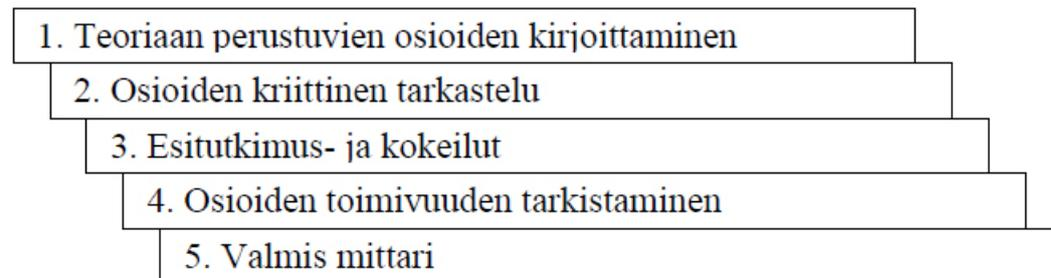 1. Teoriaan perustuvien osioiden kirjoittaminen
2. Osioiden kriittinen tarkastelu
3. Esitutkimus- ja kokeilut
4. Osioiden toimivuuden tarkistaminen
5. Valmis mittari